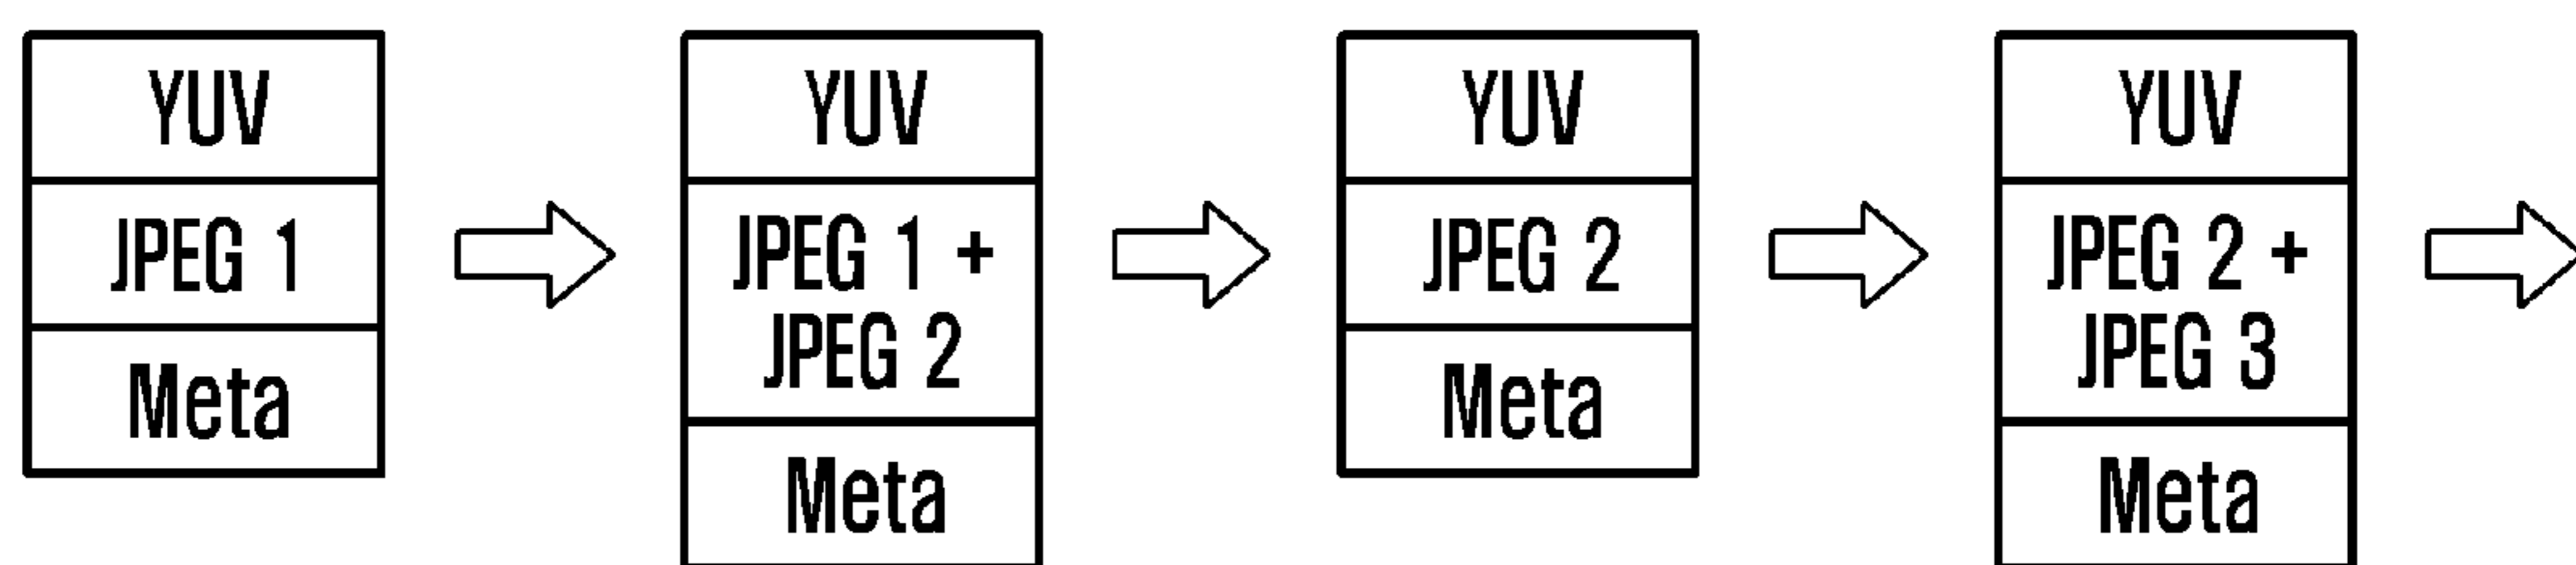 YUV
JPEG 1
Meta
YUV
JPEG 1 +
JPEG 2
Meta
YUV
JPEG 2
Meta
YUV
JPEG 2 +
JPEG 3
Meta